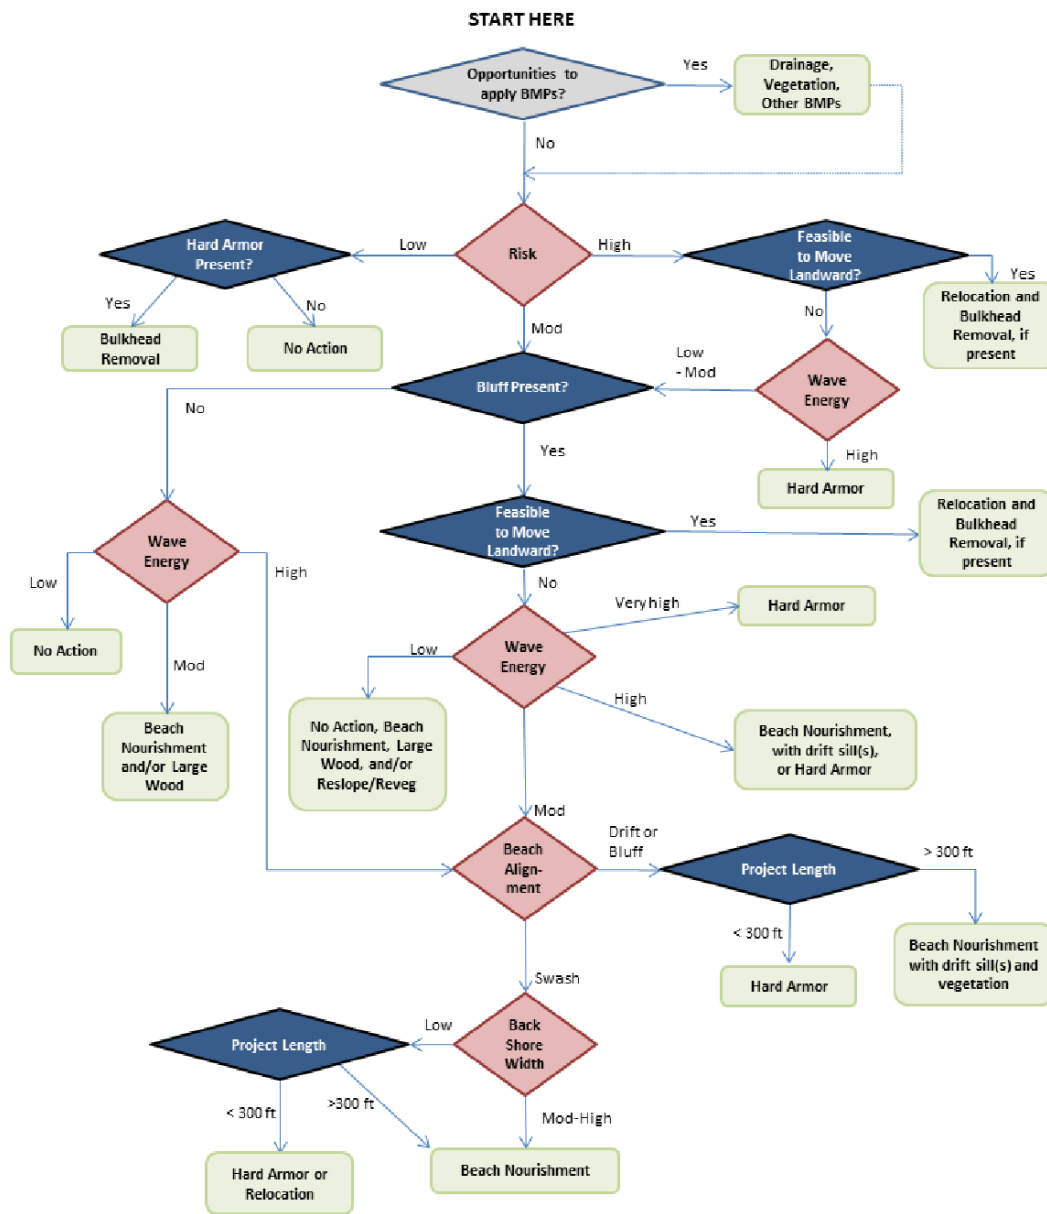 START HERE
Opportunities to
apply BMPs?
Yes
Drainage,
Vegetation,
Other BMPs
No
Hard Armor
Present?
Low
Risk
High
Feasible
to Move
Landward?
Yes
Relocation and
Bulkhead
Removal, if
present
Yes
No
Bulkhead
Removal
No Action
Mod
No
Low
- Mod
Wave
Energy
Bluff Present?
No
Yes
High
Hard Armor
Feasible
to Move
Landward?
Yes
Relocation and
Bulkhead
Removal, if
present
Wave
Energy
Low
High
No
Very high
Hard Armor
No Action
Mod
Low
Wave
Energy
High
Beach
Nourishment
and/or Large
Wood
No Action, Beach
Nourishment, Large
Wood, and/or
Reslope/Reveg
Beach Nourishment,
with drift sill(s),
or Hard Armor
Mod
Beach
Align-
ment
Drift or
Bluff
Project Length
> 300 ft
< 300 ft
Hard Armor
Beach Nourishment
with drift sill(s) and
vegetation
Swash
Project Length
Low
Back
Shore
Width
< 300 ft
>300 ft
Mod-High
Hard Armor or
Relocation
Beach Nourishment